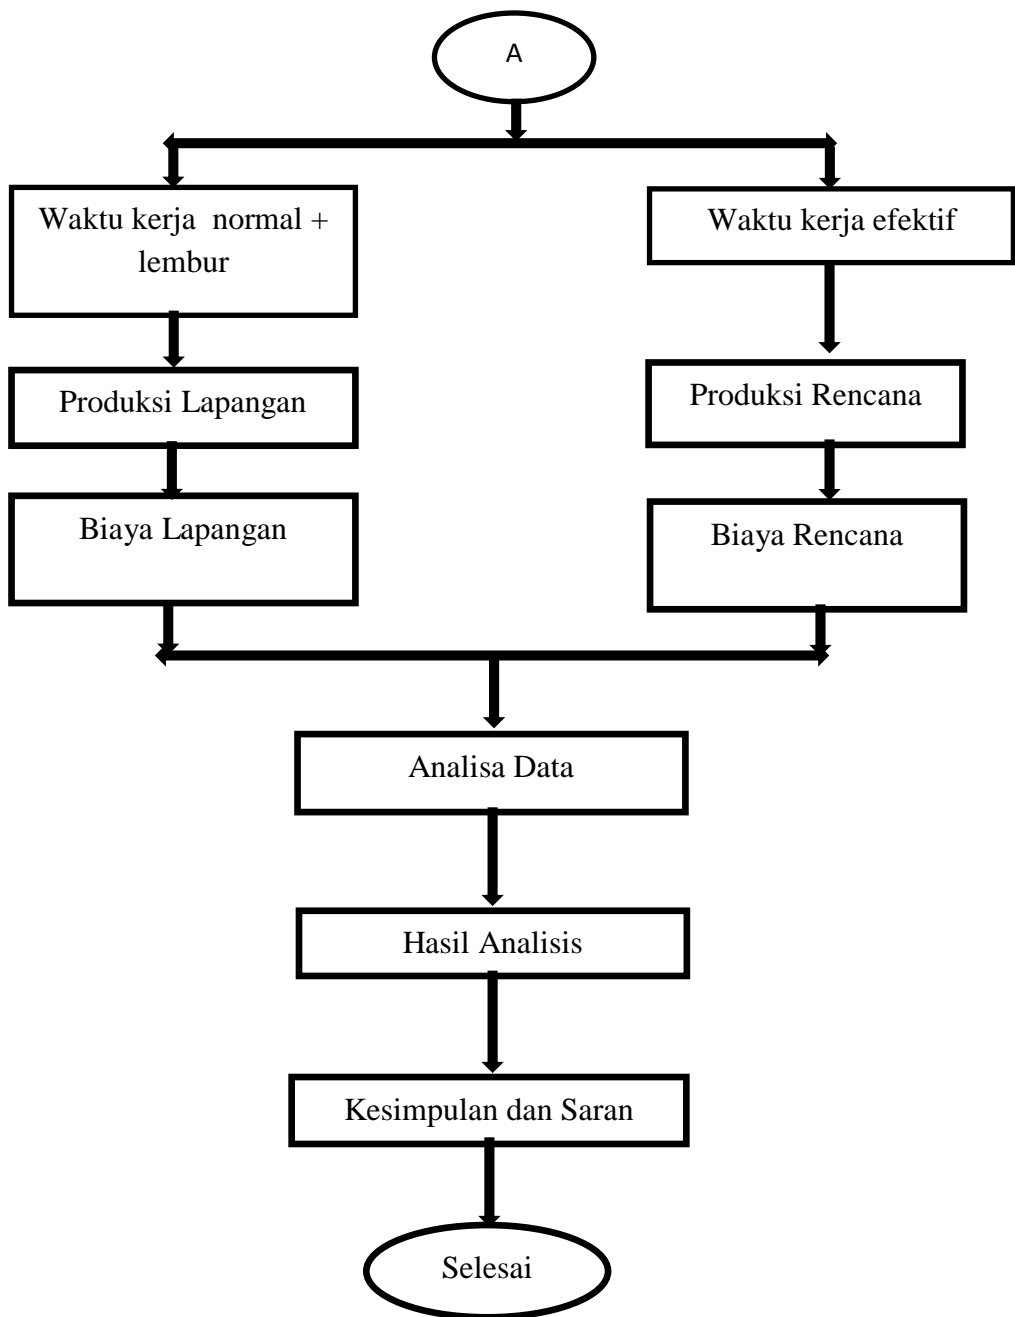 A
Waktu kerja  normal +
lembur
Waktu kerja efektif
Produksi Lapangan
Produksi Rencana
Biaya Lapangan
Biaya Rencana
Analisa Data
Hasil Analisis
Kesimpulan dan Saran
Selesai